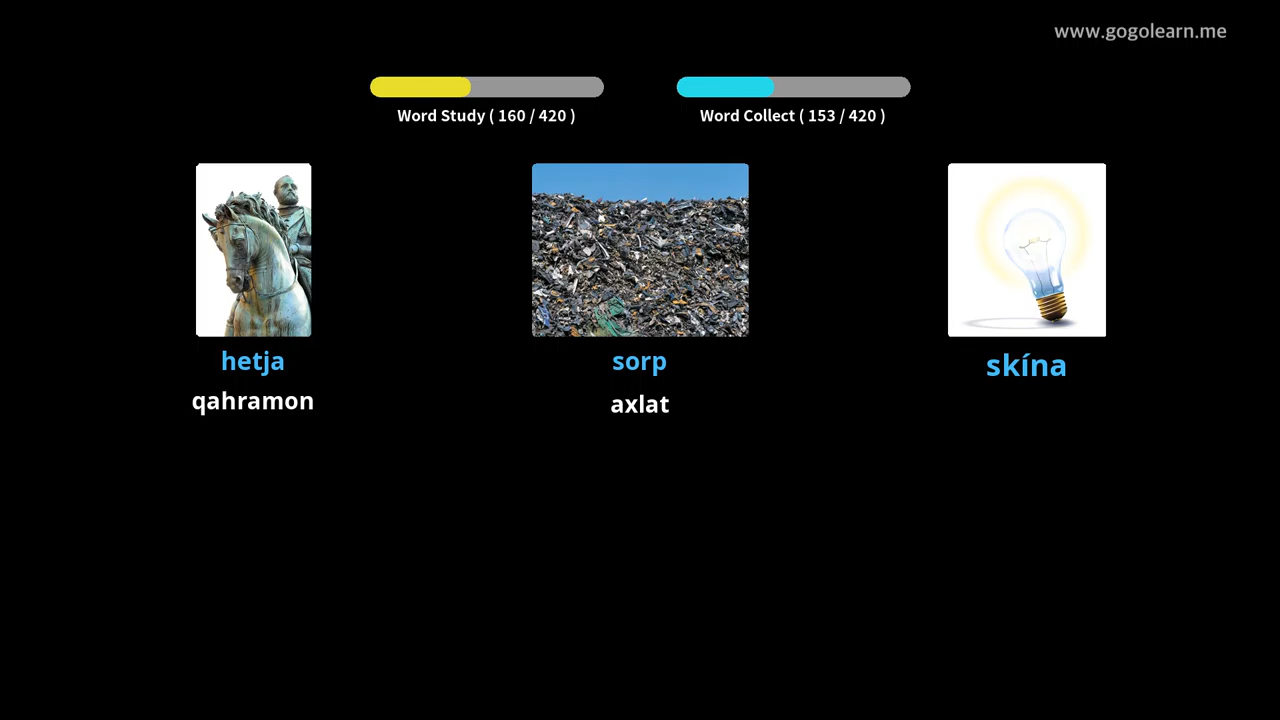 www.gogolearn.me
Word Study ( 160 / 420 )
Word Collect ( 153 / 420 )
hetja
qahramon
sorp
axlat
skína